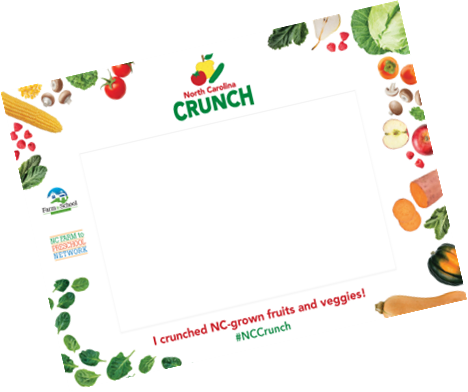 North Carolina
CRUNCH
Farm to School
NC FARM to
PRESCHOOL
NETWORK
I crunched NC-grown fruits and veggies!
#NCCrunch